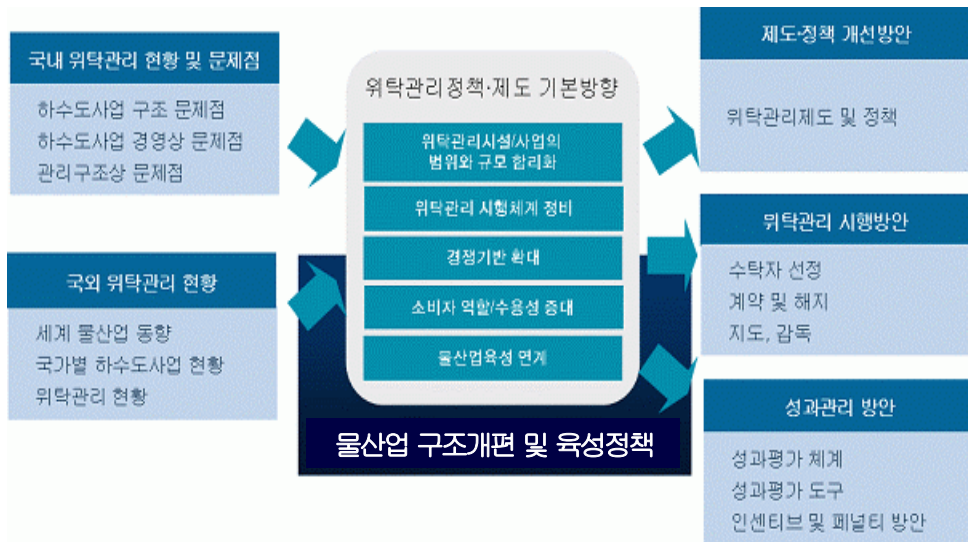 국내 위탁관리 현황 및 문제점
하수도사업 구조 문제점
하수도사업 경영상 문제점
관리구조상 문제점
국외 위탁관리 현황
세계 물산업 동향
국가별 하수도사업 현황
위탁관리 현황
위탁관리정책·제도 기본방향
위탁관리시설/사업의
범위와 규모 합리화
위탁관리 시행체계 정비
경쟁기반 확대
소비자 역할/수용성 증대
물산업육성 연계
물산업 구조개편 및 육성정책
제도·정책 개선방안
위탁관리제도 및 정책
위탁관리 시행방안
수탁자 선정
계약 및 해지
지도, 감독
성과관리 방안
성과평가 체계
성과평가 도구
인센티브 및 페널티 방안